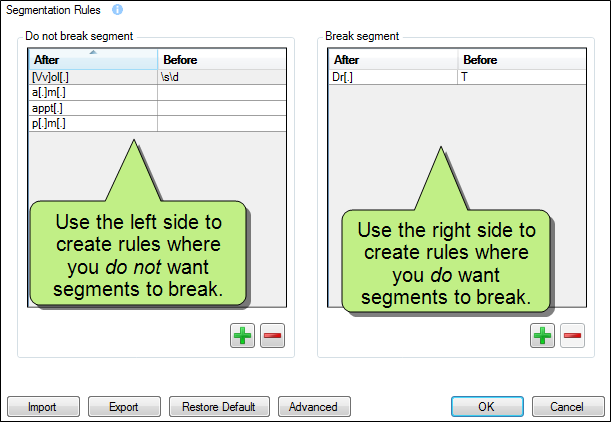 Segmentation Rules
Do not break segment
After Before
[Vv]ol[.] \s\d
a[.]m[.]
appt[.]
p[.]m[.]
Use the left side to
create rules where
you do not want
segments to break.
Break segment
After Before
Dr[.] T
Use the right side to
create rules where
you do want
segments to break.
Import Export Restore Default Advanced OK Cancel